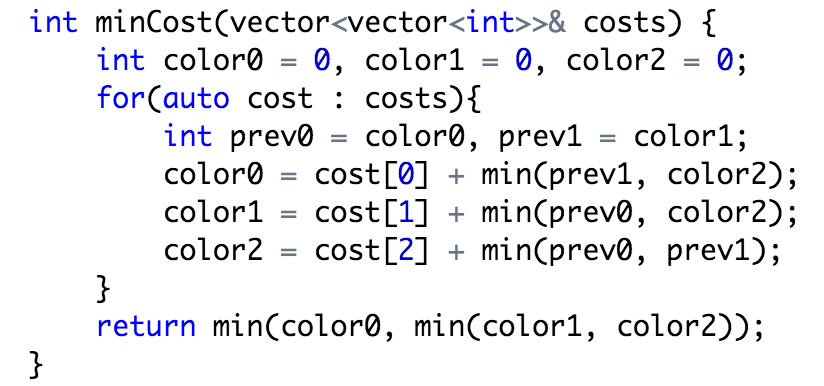 int minCost(vector<vector<int>>& costs) {
    int color0 = 0, color1 = 0, color2 = 0;
    for(auto cost : costs){
        int prev0 = color0, prev1 = color1;
        color0 = cost[0] + min(prev1, color2);
        color1 = cost[1] + min(prev0, color2);
        color2 = cost[2] + min(prev0, prev1);
    }
    return min(color0, min(color1, color2));
}